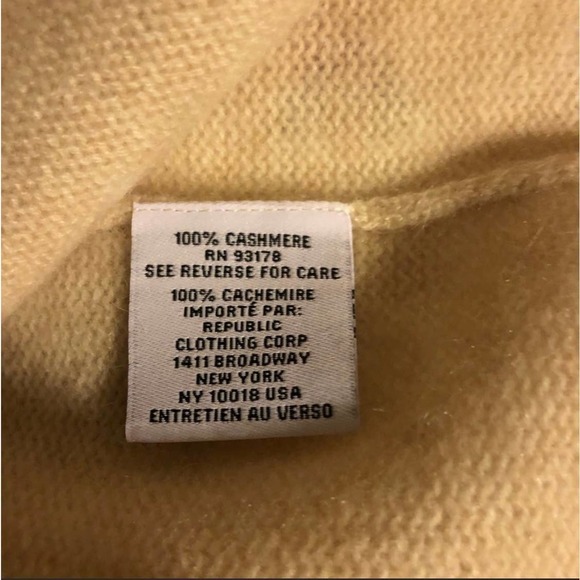 100% CASHMERE
RN 93178
SEE REVERSE FOR CARE
100% CACHEMIRE
IMPORTÉ PAR:
REPUBLIC
CLOTHING CORP
1411 BROADWAY
NEW YORK
NY 10018 USA
ENTRETIEN AU VERSO